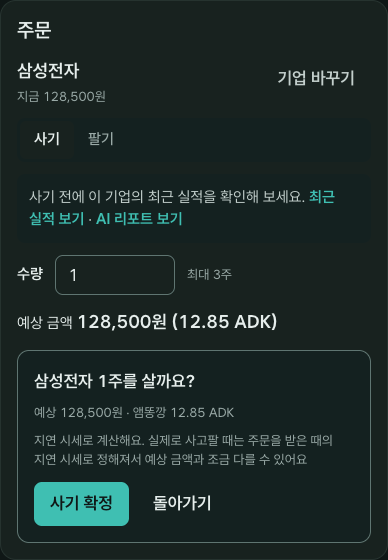 주문
삼성전자
기업 바꾸기
지금 128,500원
사기 팔기
사기 전에 이 기업의 최근 실적을 확인해 보세요. 최근
실적 보기 · AI 리포트 보기
수량 1 최대 3주
예상 금액 128,500원 (12.85 ADK)
삼성전자 1주를 살까요?
예상 128,500원 · 앰똥깡 12.85 ADK
지연 시세로 계산해요. 실제로 사고팔 때는 주문을 받은 때의
지연 시세로 정해져서 예상 금액과 조금 다를 수 있어요
사기 확정 돌아가기